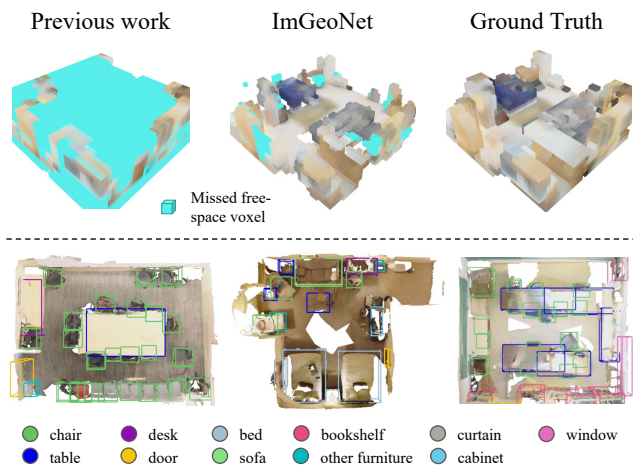 Previous work
ImGeoNet
Ground Truth
Missed free-
space voxel
chair
desk
bed
bookshelf
curtain
window
table
door
sofa
other furniture
cabinet